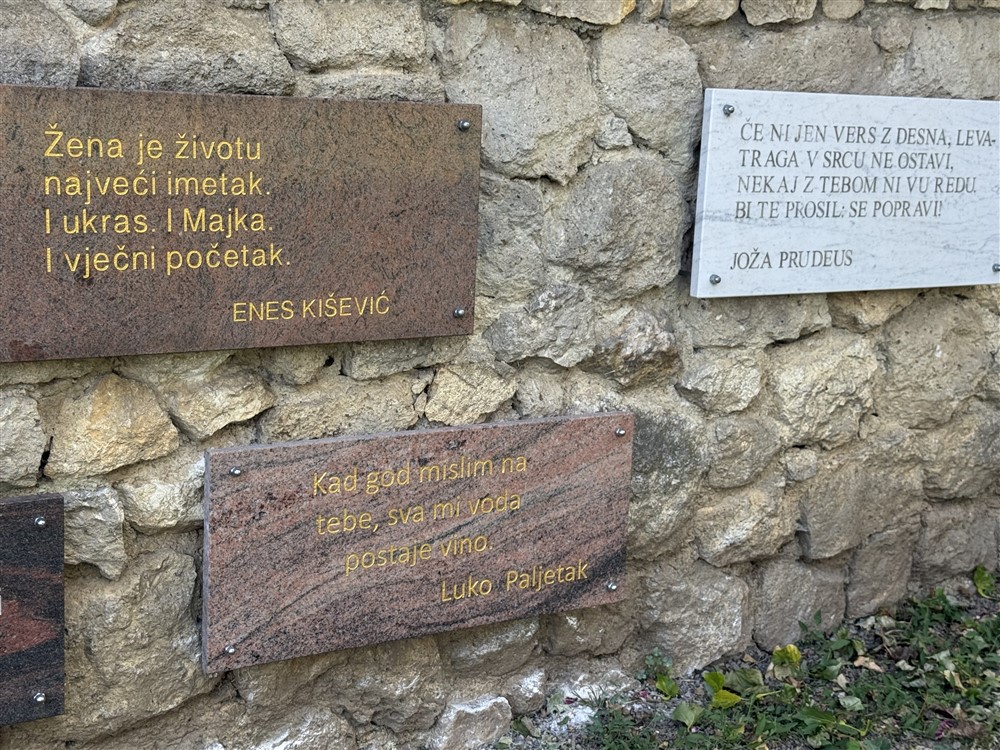 Žena je životu
največi imetak.
I ukras. I Majka.
I vječni početak.
ENES KIŠEVIĆ
ČE NI JEN VERS Z DESNA, LEVA-
TRAGA V SRCU NE OSTAVI,
NEKAJ Z TEBOM NI VU REDU.
BI TE PROSIL: SE POPRAVI!
JOŽA PRUDEUS
Kad god mislim na
tebe, sva mi voda
postaje vino.
Luko Paljetak